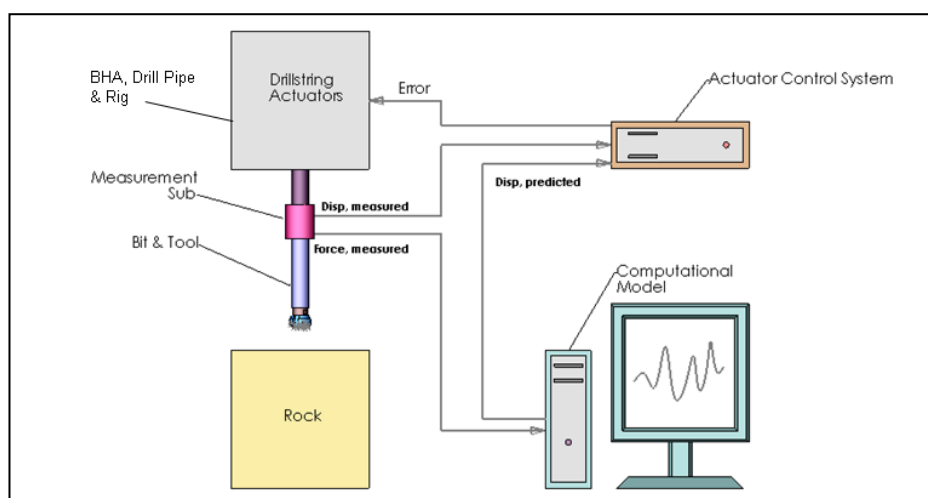 BHA, Drill Pipe
& Rig
Drillstring
Actuators
Error
Actuator Control System
Measurement
Sub
Disp, measured
Disp, predicted
Bit & Tool
Force, measured
Computational
Model
Rock